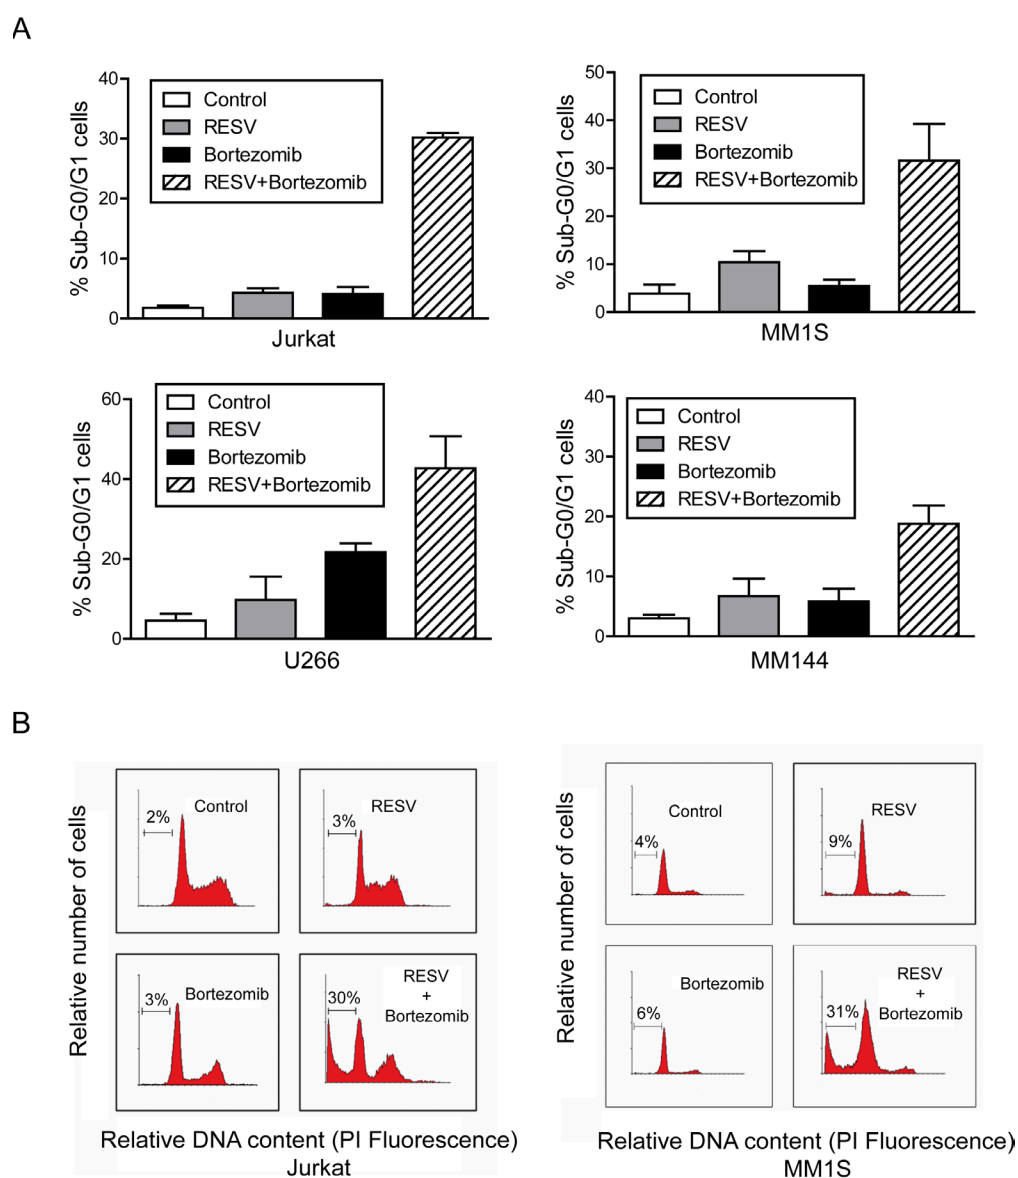 A
% Sub-G0/G1 cells
40
30
20
10
0
Control
RESV
Bortezomib
RESV+Bortezomib
Jurkat
% Sub-G0/G1 cells
50
40
30
20
10
0
Control
RESV
Bortezomib
RESV+Bortezomib
MM1S
% Sub-G0/G1 cells
60
40
20
0
Control
RESV
Bortezomib
RESV+Bortezomib
U266
% Sub-G0/G1 cells
40
30
20
10
0
Control
RESV
Bortezomib
RESV+Bortezomib
MM144
B
Relative number of cells
2%
Control
3%
RESV
3%
Bortezomib
30%
RESV
+
Bortezomib
Relative DNA content (PI Fluorescence)
Jurkat
Relative number of cells
4%
Control
9%
RESV
6%
Bortezomib
31%
RESV
+
Bortezomib
Relative DNA content (PI Fluorescence)
MM1S